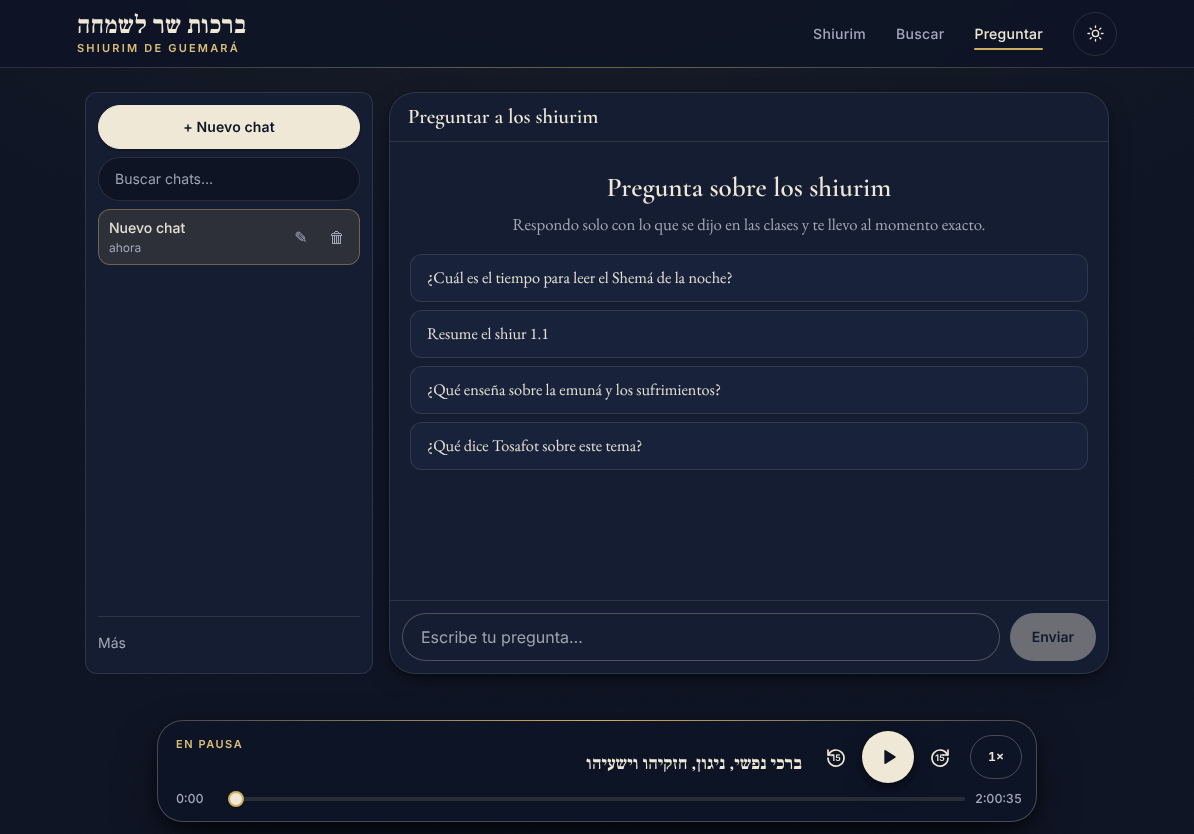 ברכות שר לשמחה
SHIURIM DE GUEMARÁ
Shiurim
Buscar
Preguntar
+ Nuevo chat
Buscar chats...
Nuevo chat
ahora
Más
Preguntar a los shiurim
Pregunta sobre los shiurim
Respondo solo con lo que se dijo en las clases y te llevo al momento exacto.
¿Cuál es el tiempo para leer el Shemá de la noche?
Resume el shiur 1.1
¿Qué enseña sobre la emuná y los sufrimientos?
¿Qué dice Tosafot sobre este tema?
Escribe tu pregunta...
Enviar
EN PAUSA
ברכי נפשי, ניגון, חזקיהו וישעיהו
15
15
1×
0:00
2:00:35